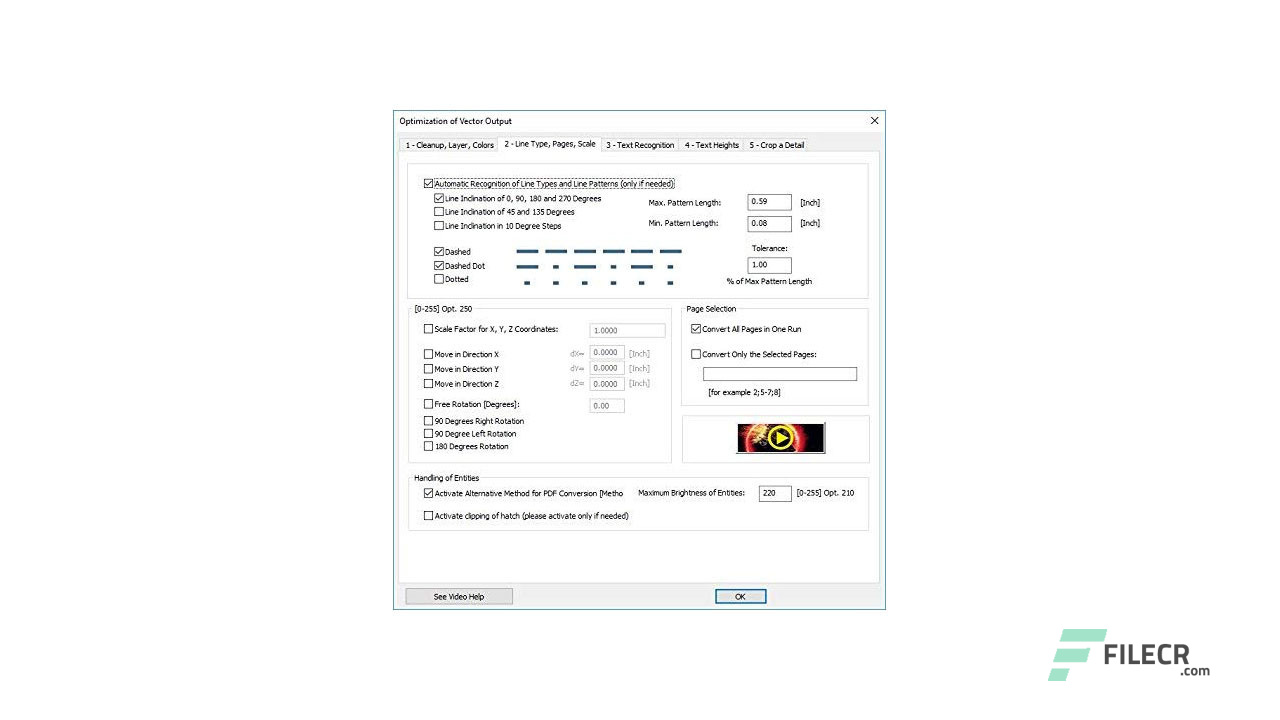 Optimization of Vector Output
1 - Cleanup, Layer, Colors 2 - Line Type, Pages, Scale 3 - Text Recognition 4 - Text Heights 5 - Crop a Detail
Automatic Recognition of Line Types and Line Patterns (only if needed)
Line Inclination of 0, 90, 180 and 270 Degrees
Line Inclination of 45 and 135 Degrees
Line Inclination in 10 Degree Steps
Max. Pattern Length: 0.59 [Inch]
Min. Pattern Length: 0.08 [Inch]
Dashed
Dashed Dot
Dotted
Tolerance:
1.00
% of Max Pattern Length
[0-255] Opt. 250
Scale Factor for X, Y, Z Coordinates: 1.0000
Move in Direction X dX= 0.0000 [Inch]
Move in Direction Y dY= 0.0000 [Inch]
Move in Direction Z dZ= 0.0000 [Inch]
Free Rotation [Degrees]: 0.00
90 Degrees Right Rotation
90 Degree Left Rotation
180 Degrees Rotation
Page Selection
Convert All Pages in One Run
Convert Only the Selected Pages:
[for example 2;5-7;8]
Handling of Entities
Activate Alternative Method for PDF Conversion [Metho Maximum Brightness of Entities: 220 [0-255] Opt. 210
Activate clipping of hatch (please activate only if needed)
See Video Help OK
FILECR
.com